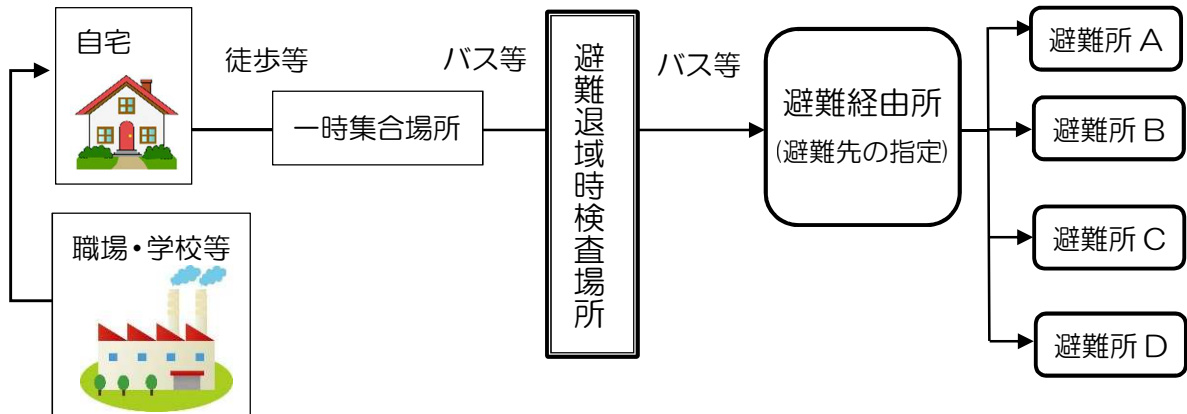 自宅
徒歩等
バス等
一時集合場所
避難退域時検査場所
バス等
避難経由所
(避難先の指定)
避難所 A
避難所 B
避難所 C
避難所 D
職場・学校等